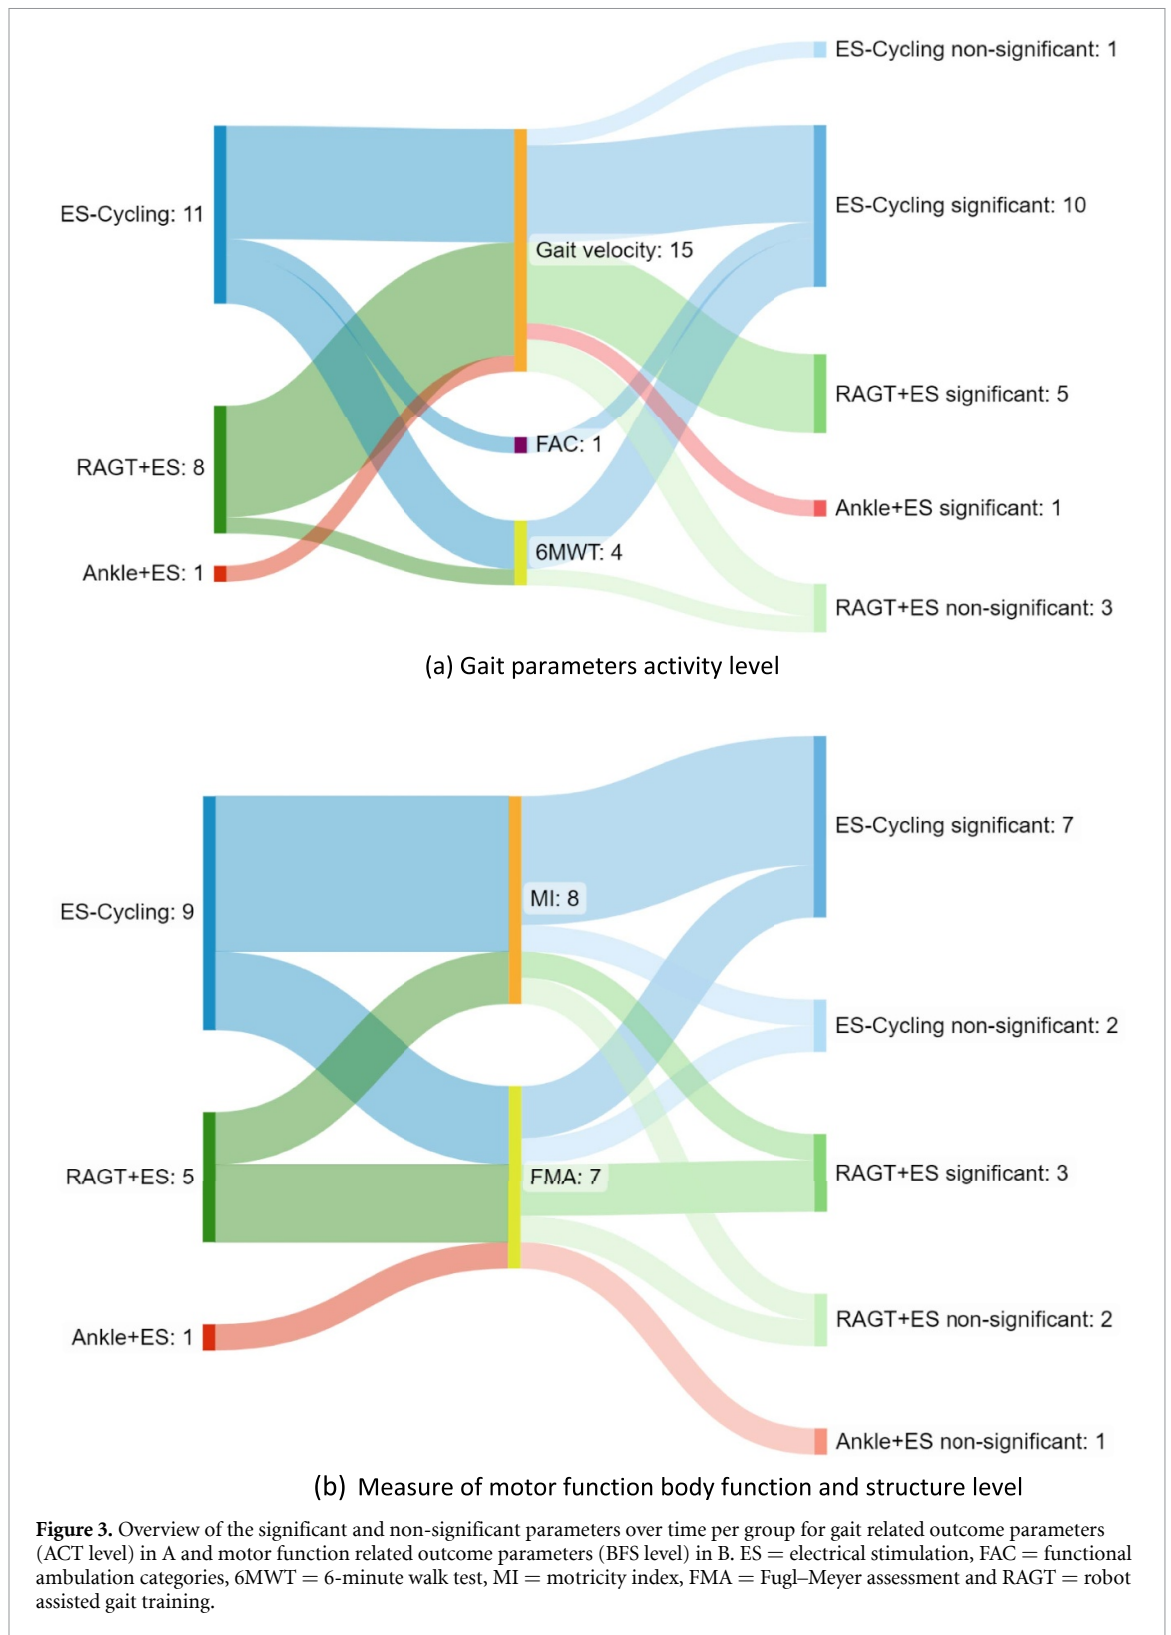 ES-Cycling non-significant: 1
ES-Cycling: 11
ES-Cycling significant: 10
Gait velocity: 15
RAGT+ES significant: 5
FAC: 1
RAGT+ES: 8
Ankle+ES significant: 1
6MWT: 4
Ankle+ES: 1
RAGT+ES non-significant: 3
(a) Gait parameters activity level
ES-Cycling significant: 7
MI: 8
ES-Cycling: 9
ES-Cycling non-significant: 2
RAGT+ES: 5
FMA: 7
RAGT+ES significant: 3
RAGT+ES non-significant: 2
Ankle+ES: 1
Ankle+ES non-significant: 1
(b) Measure of motor function body function and structure level
Figure 3. Overview of the significant and non-significant parameters over time per group for gait related outcome parameters
(ACT level) in A and motor function related outcome parameters (BFS level) in B. ES = electrical stimulation, FAC = functional
ambulation categories, 6MWT = 6-minute walk test, MI = motricity index, FMA = Fugl–Meyer assessment and RAGT = robot
assisted gait training.